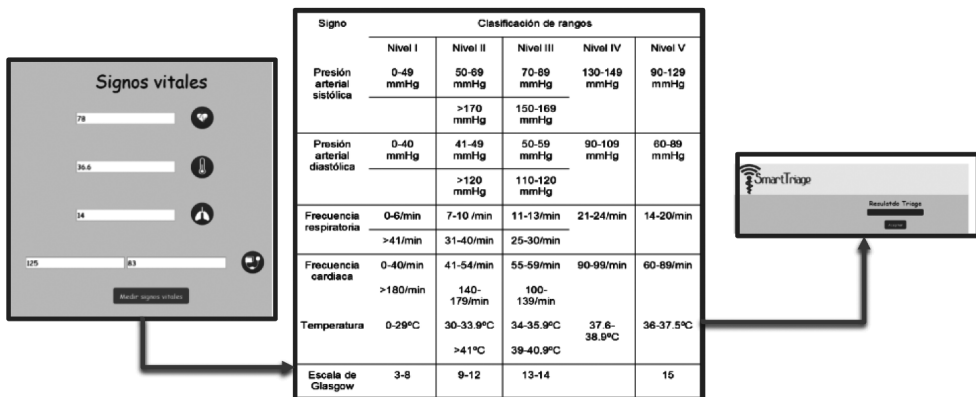 Signos vitales
78
36.6
14
125 83
Medir signos vitales
Signo Clasificación de rangos
Nivel I Nivel II Nivel III Nivel IV Nivel V
Presión arterial sistólica 0-49 mmHg 50-69 mmHg 70-89 mmHg 130-149 mmHg 90-129 mmHg
>170 mmHg 150-169 mmHg
Presión arterial diastólica 0-40 mmHg 41-49 mmHg 50-59 mmHg 90-109 mmHg 60-89 mmHg
>120 mmHg 110-120 mmHg
Frecuencia respiratoria 0-6/min 7-10 /min 11-13/min 21-24/min 14-20/min
>41/min 31-40/min 25-30/min
Frecuencia cardiaca 0-40/min 41-54/min 55-59/min 90-99/min 60-89/min
>180/min 140-179/min 100-139/min
Temperatura 0-29ºC 30-33.9ºC 34-35.9ºC 37.6-38.9ºC 36-37.5ºC
>41ºC 39-40.9ºC
Escala de Glasgow 3-8 9-12 13-14 15
SmartTriage
Resultado Triage